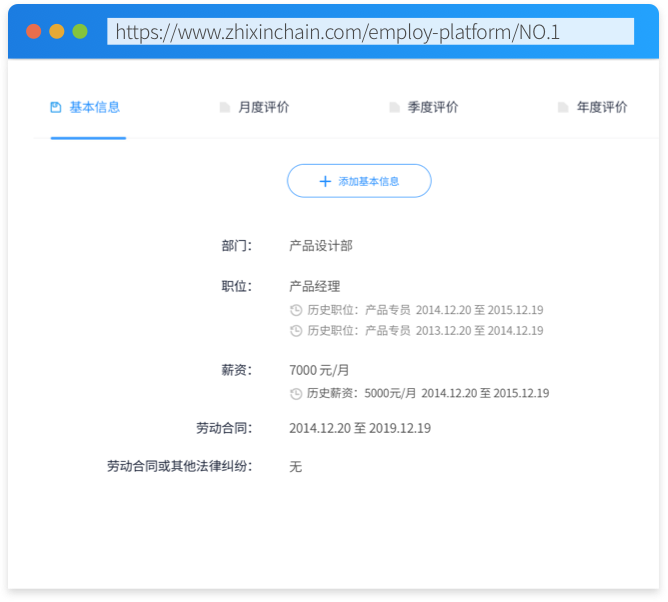 https://www.zhixinchain.com/employ-platform/NO.1
基本信息 月度评价 季度评价 年度评价
添加基本信息
部门： 产品设计部
职位： 产品经理
历史职位：产品专员 2014.12.20 至 2015.12.19
历史职位：产品专员 2013.12.20 至 2014.12.19
薪资： 7000 元/月
历史薪资：5000元/月 2014.12.20 至 2015.12.19
劳动合同： 2014.12.20 至 2019.12.19
劳动合同或其他法律纠纷： 无